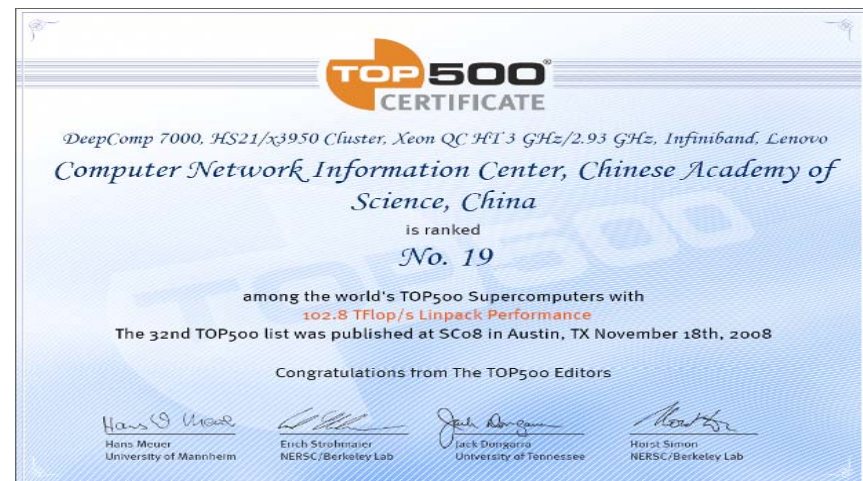 TOP500®
CERTIFICATE
DeepComp 7000, HS21/x3950 Cluster, Xeon QC HT 3 GHz/2.93 GHz, Infiniband, Lenovo
Computer Network Information Center, Chinese Academy of
Science, China
is ranked
No. 19
among the world's TOP500 Supercomputers with
102.8 TFlop/s Linpack Performance
The 32nd TOP500 list was published at SC08 in Austin, TX November 18th, 2008
Congratulations from The TOP500 Editors
Hans Meuer
University of Mannheim
Erich Strohmaier
NERSC/Berkeley Lab
Jack Dongarra
University of Tennessee
Horst Simon
NERSC/Berkeley Lab